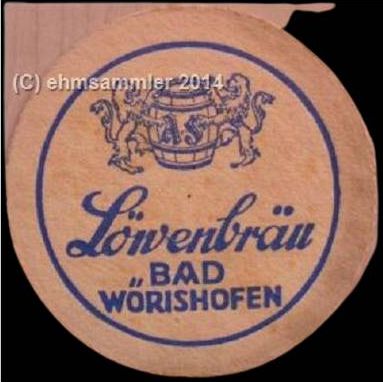 (C) ehmsammler 2014
AS
Löwenbräu
BAD
WÖRISHOFEN